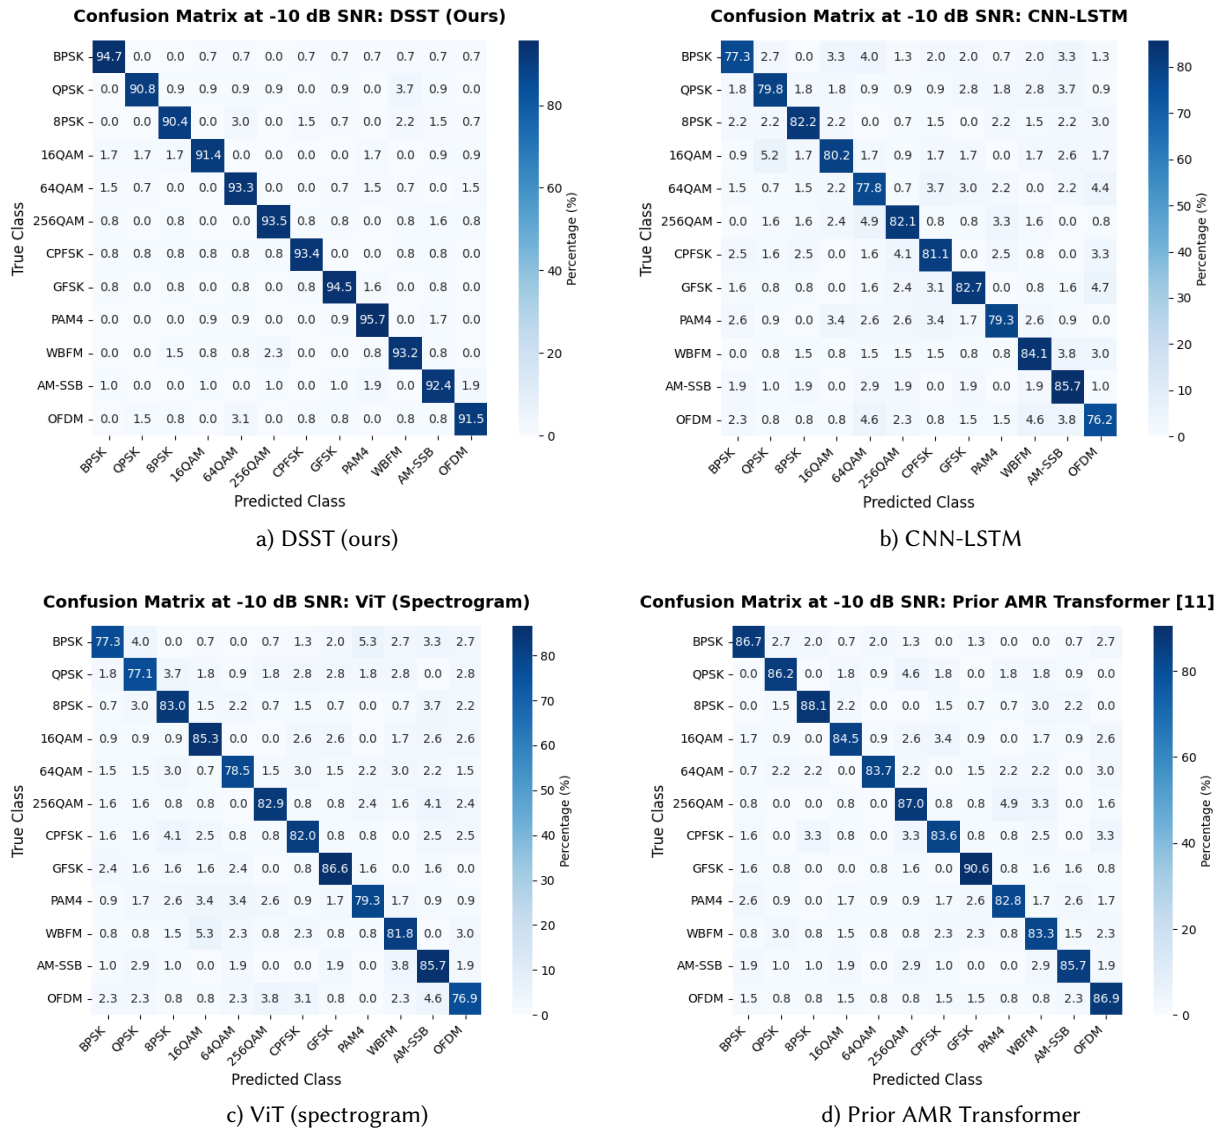 Confusion Matrix at -10 dB SNR: DSST (Ours)
BPSK 94.7 0.0 0.0 0.7 0.7 0.7 0.0 0.7 0.0 0.7 0.7 0.7
QPSK 0.0 90.8 0.9 0.9 0.9 0.9 0.0 0.0 0.0 3.7 0.9 0.9
8PSK 0.0 0.0 90.4 0.0 3.0 0.0 1.5 0.7 0.0 2.2 1.5 0.7
16QAM 1.7 1.7 1.7 91.4 0.0 0.0 0.0 0.0 1.7 0.0 0.9 0.9
64QAM 1.5 0.7 0.0 0.0 93.3 0.0 0.0 0.7 1.5 0.7 0.0 1.5
256QAM 0.8 0.0 0.8 0.0 0.0 93.5 0.8 0.8 0.0 0.8 1.6 0.8
CPFSK 0.8 0.8 0.8 0.8 0.8 0.8 93.4 0.0 0.0 0.8 0.8 0.8
GFSK 0.8 0.0 0.8 0.8 0.8 0.0 0.0 94.5 1.6 0.8 0.0 0.0
PAM4 0.0 0.0 0.0 0.9 0.9 0.0 0.0 0.9 95.7 0.0 1.7 0.0
WBFM 0.0 0.0 1.5 0.8 0.8 2.3 0.0 0.0 0.8 93.2 0.8 0.0
AM-SSB 1.0 0.0 0.0 1.0 0.0 1.0 0.0 1.0 1.9 0.0 92.4 1.9
OFDM 0.0 1.5 0.8 0.0 3.1 0.8 0.8 0.0 0.0 0.8 0.8 91.5
BPSK QPSK 8PSK 16QAM 64QAM 256QAM CPFSK GFSK PAM4 WBFM AM-SSB OFDM
True Class
Predicted Class
80
60
40
20
0
Percentage (%)
a) DSST (ours)
Confusion Matrix at -10 dB SNR: CNN-LSTM
BPSK 77.3 2.7 0.0 3.3 4.0 1.3 2.0 2.0 0.7 2.0 3.3 1.3
QPSK 1.8 79.8 1.8 1.8 0.9 0.9 0.9 2.8 1.8 2.8 3.7 0.9
8PSK 2.2 2.2 82.2 2.2 0.0 0.7 1.5 0.0 2.2 1.5 2.2 3.0
16QAM 0.9 5.2 1.7 80.2 1.7 0.9 1.7 1.7 0.0 1.7 2.6 1.7
64QAM 1.5 0.7 1.5 2.2 77.8 0.7 3.7 3.0 2.2 0.0 2.2 4.4
256QAM 0.0 1.6 1.6 2.4 4.9 82.1 0.8 0.8 3.3 1.6 0.0 0.8
CPFSK 2.5 1.6 2.5 0.0 1.6 4.1 81.1 0.0 2.5 0.8 0.0 3.3
GFSK 1.6 0.8 0.8 0.0 1.6 2.4 3.1 82.7 0.0 0.8 1.6 4.7
PAM4 2.6 0.9 0.0 3.4 2.6 2.6 3.4 1.7 79.3 2.6 0.9 0.0
WBFM 0.0 0.8 1.5 0.8 1.5 1.5 1.5 0.8 0.8 84.1 3.8 3.0
AM-SSB 1.9 1.0 1.9 0.0 2.9 1.9 0.0 1.9 0.0 1.9 85.7 1.0
OFDM 2.3 0.8 0.8 0.8 4.6 2.3 0.8 1.5 1.5 4.6 3.8 76.2
BPSK QPSK 8PSK 16QAM 64QAM 256QAM CPFSK GFSK PAM4 WBFM AM-SSB OFDM
True Class
Predicted Class
80
70
60
50
40
30
20
10
0
Percentage (%)
b) CNN-LSTM
Confusion Matrix at -10 dB SNR: ViT (Spectrogram)
BPSK 77.3 4.0 0.0 0.7 0.0 0.7 1.3 2.0 5.3 2.7 3.3 2.7
QPSK 1.8 77.1 3.7 1.8 0.9 1.8 2.8 2.8 1.8 2.8 0.0 2.8
8PSK 0.7 3.0 83.0 1.5 2.2 0.7 1.5 0.7 0.7 0.0 3.7 2.2
16QAM 0.9 0.9 0.9 85.3 0.0 0.0 2.6 2.6 0.0 1.7 2.6 2.6
64QAM 1.5 1.5 3.0 0.7 78.5 1.5 3.0 1.5 2.2 3.0 2.2 1.5
256QAM 1.6 1.6 0.8 0.8 0.0 82.9 0.8 0.8 2.4 1.6 4.1 2.4
CPFSK 1.6 1.6 4.1 2.5 0.8 0.8 82.0 0.8 0.8 0.0 2.5 2.5
GFSK 2.4 1.6 1.6 1.6 2.4 0.0 0.8 86.6 1.6 0.0 1.6 0.0
PAM4 0.9 1.7 2.6 3.4 3.4 2.6 0.9 1.7 79.3 1.7 0.9 0.9
WBFM 0.8 0.8 1.5 5.3 2.3 0.8 2.3 0.8 0.8 81.8 0.0 3.0
AM-SSB 1.0 2.9 1.0 0.0 1.9 0.0 0.0 1.9 0.0 3.8 85.7 1.9
OFDM 2.3 2.3 0.8 0.8 2.3 3.8 3.1 0.8 0.0 2.3 4.6 76.9
BPSK QPSK 8PSK 16QAM 64QAM 256QAM CPFSK GFSK PAM4 WBFM AM-SSB OFDM
True Class
Predicted Class
80
70
60
50
40
30
20
10
0
Percentage (%)
c) ViT (spectrogram)
Confusion Matrix at -10 dB SNR: Prior AMR Transformer [11]
BPSK 86.7 2.7 2.0 0.7 2.0 1.3 0.0 1.3 0.0 0.0 0.7 2.7
QPSK 0.0 86.2 0.0 1.8 0.9 4.6 1.8 0.9 1.8 1.8 0.9 0.0
8PSK 0.0 1.5 88.1 2.2 0.0 0.0 1.5 0.7 0.7 3.0 2.2 0.0
16QAM 1.7 0.9 0.0 84.5 0.9 2.6 3.4 0.9 0.0 1.7 0.9 2.6
64QAM 0.7 2.2 2.2 0.0 83.7 2.2 0.0 1.5 2.2 2.2 0.0 3.0
256QAM 0.8 0.0 0.8 0.8 0.0 87.0 0.8 0.0 4.9 3.3 0.0 1.6
CPFSK 1.6 0.0 3.3 0.8 0.0 3.3 83.6 0.8 0.8 2.5 0.0 3.3
GFSK 1.6 0.8 0.0 0.8 0.8 0.8 0.0 90.6 0.8 1.6 1.6 0.8
PAM4 2.6 0.9 0.0 1.7 0.9 0.9 1.7 2.6 82.8 1.7 2.6 1.7
WBFM 0.8 3.0 0.8 1.5 0.8 0.8 2.3 2.3 0.8 83.3 1.5 2.3
AM-SSB 1.9 1.0 1.0 1.9 0.0 2.9 1.0 0.0 0.0 2.9 85.7 1.9
OFDM 1.5 0.8 0.8 1.5 0.8 0.8 1.5 1.5 0.8 0.8 2.3 86.9
BPSK QPSK 8PSK 16QAM 64QAM 256QAM CPFSK GFSK PAM4 WBFM AM-SSB OFDM
True Class
Predicted Class
80
60
40
20
0
Percentage (%)
d) Prior AMR Transformer